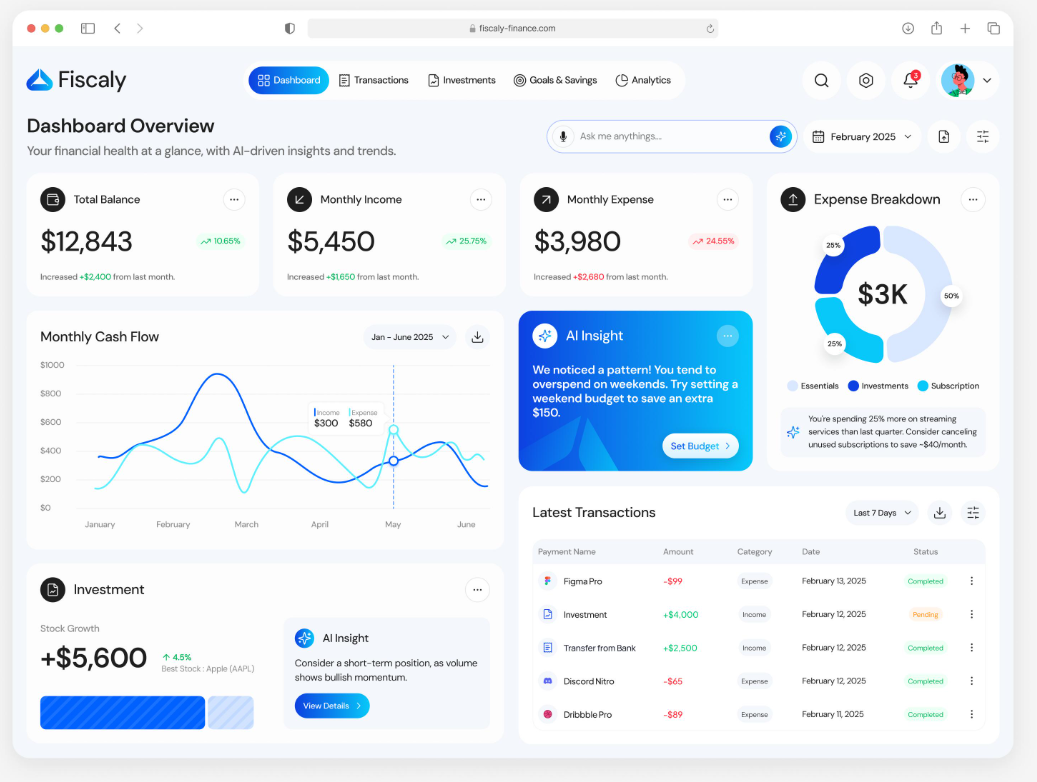 fiscaly-finance.com
Fiscaly
Dashboard
Transactions
Investments
Goals & Savings
Analytics
3
Dashboard Overview
Your financial health at a glance, with AI-driven insights and trends.
Ask me anythings...
February 2025
Total Balance
$12,843
10.65%
Increased +$2,400 from last month.
Monthly Income
$5,450
25.75%
Increased +$1,650 from last month.
Monthly Expense
$3,980
24.55%
Increased +$2,680 from last month.
Expense Breakdown
25%
$3K
50%
25%
Essentials
Investments
Subscription
You're spending 25% more on streaming
services than last quarter. Consider canceling
unused subscriptions to save ~$40/month.
Monthly Cash Flow
Jan - June 2025
$1000
$800
$600
$400
$200
$0
Income
$300
Expense
$580
January
February
March
April
May
June
AI Insight
We noticed a pattern! You tend to
overspend on weekends. Try setting a
weekend budget to save an extra
$150.
Set Budget
Latest Transactions
Last 7 Days
Payment Name Amount Category Date Status
Figma Pro -$99 Expense February 13, 2025 Completed
Investment +$4,000 Income February 12, 2025 Pending
Transfer from Bank +$2,500 Income February 12, 2025 Completed
Discord Nitro -$65 Expense February 12, 2025 Completed
Dribbble Pro -$89 Expense February 11, 2025 Completed
Investment
Stock Growth
+$5,600
4.5%
Best Stock : Apple (AAPL)
AI Insight
Consider a short-term position, as volume
shows bullish momentum.
View Details